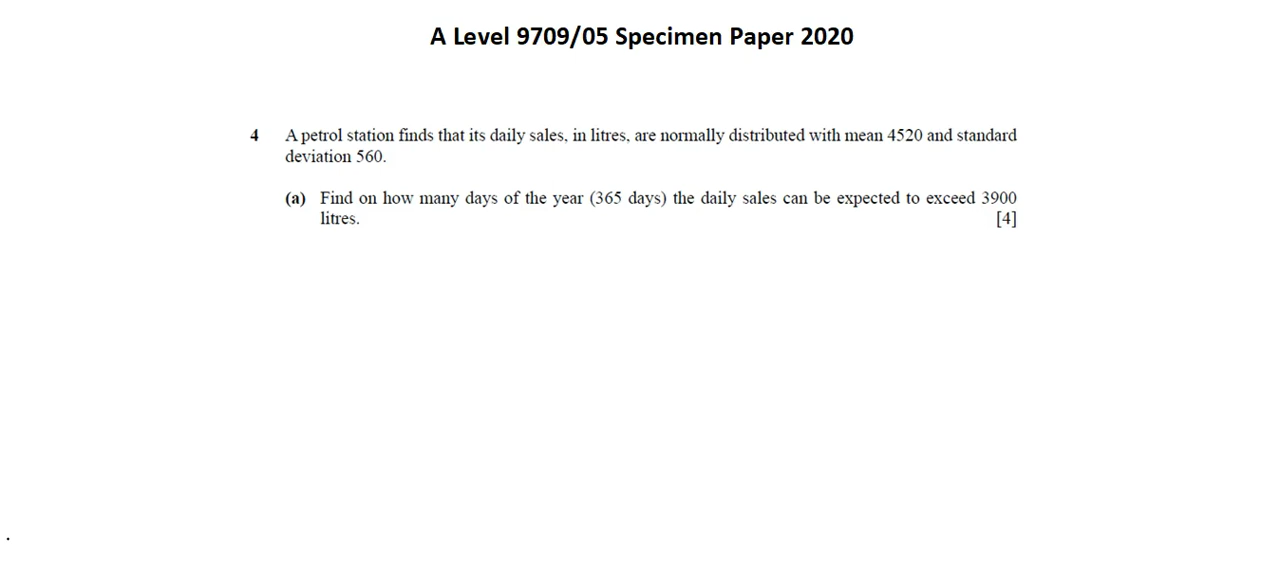 A Level 9709/05 Specimen Paper 2020
4 A petrol station finds that its daily sales, in litres, are normally distributed with mean 4520 and standard
deviation 560.
(a) Find on how many days of the year (365 days) the daily sales can be expected to exceed 3900
litres. [4]
.